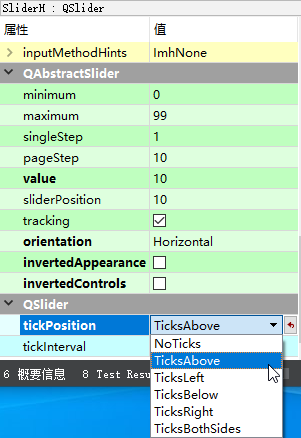 SliderH : QSlider
属性 值
inputMethodHints ImhNone
QAbstractSlider
minimum 0
maximum 99
singleStep 1
pageStep 10
value 10
sliderPosition 10
tracking
orientation Horizontal
invertedAppearance
invertedControls
QSlider
tickPosition TicksAbove
tickInterval
NoTicks
TicksAbove
TicksLeft
TicksBelow
TicksRight
TicksBothSides
6 概要信息 8 Test Resu